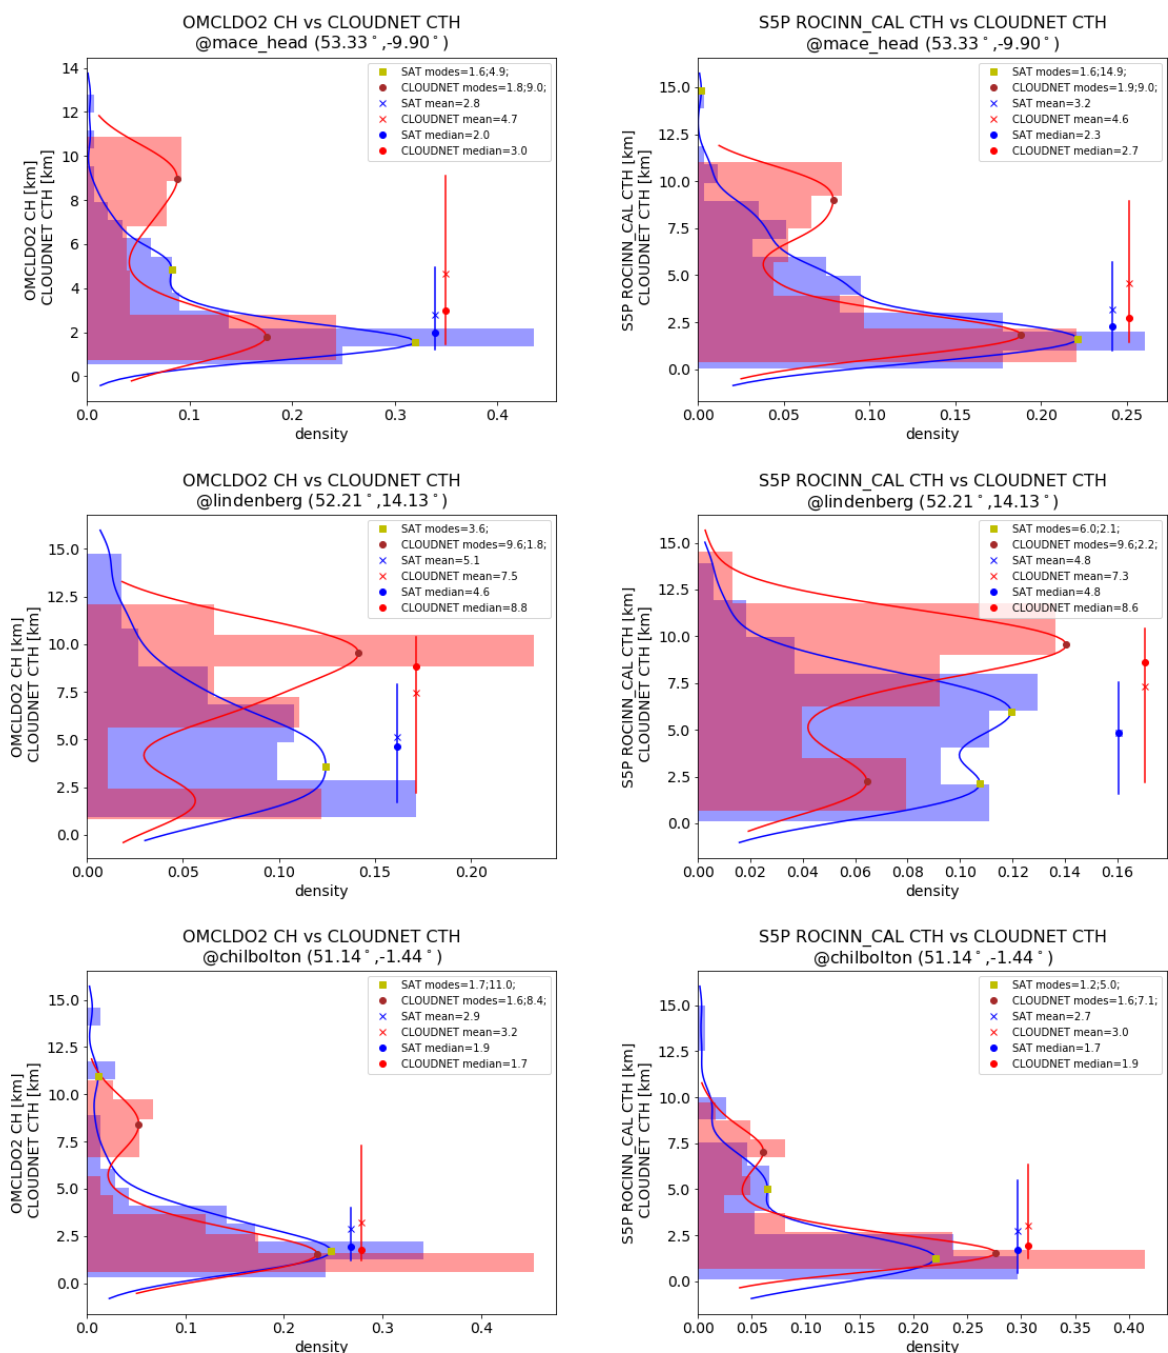 OMCLDO2 CH vs CLOUDNET CTH
@mace_head (53.33°,-9.90°)
14
12
10
8
6
4
2
0
OMCLDO2 CH [km]
CLOUDNET CTH [km]
SAT modes=1.6;4.9;
CLOUDNET modes=1.8;9.0;
SAT mean=2.8
CLOUDNET mean=4.7
SAT median=2.0
CLOUDNET median=3.0
0.0 0.1 0.2 0.3 0.4
density
S5P ROCINN_CAL CTH vs CLOUDNET CTH
@mace_head (53.33°,-9.90°)
15.0
12.5
10.0
7.5
5.0
2.5
0.0
S5P ROCINN_CAL CTH [km]
CLOUDNET CTH [km]
SAT modes=1.6;14.9;
CLOUDNET modes=1.9;9.0;
SAT mean=3.2
CLOUDNET mean=4.6
SAT median=2.3
CLOUDNET median=2.7
0.00 0.05 0.10 0.15 0.20 0.25
density
OMCLDO2 CH vs CLOUDNET CTH
@lindenberg (52.21°,14.13°)
15.0
12.5
10.0
7.5
5.0
2.5
0.0
OMCLDO2 CH [km]
CLOUDNET CTH [km]
SAT modes=3.6;
CLOUDNET modes=9.6;1.8;
SAT mean=5.1
CLOUDNET mean=7.5
SAT median=4.6
CLOUDNET median=8.8
0.00 0.05 0.10 0.15 0.20
density
S5P ROCINN_CAL CTH vs CLOUDNET CTH
@lindenberg (52.21°,14.13°)
15.0
12.5
10.0
7.5
5.0
2.5
0.0
S5P ROCINN_CAL CTH [km]
CLOUDNET CTH [km]
SAT modes=6.0;2.1;
CLOUDNET modes=9.6;2.2;
SAT mean=4.8
CLOUDNET mean=7.3
SAT median=4.8
CLOUDNET median=8.6
0.00 0.02 0.04 0.06 0.08 0.10 0.12 0.14 0.16
density
OMCLDO2 CH vs CLOUDNET CTH
@chilbolton (51.14°,-1.44°)
15.0
12.5
10.0
7.5
5.0
2.5
0.0
OMCLDO2 CH [km]
CLOUDNET CTH [km]
SAT modes=1.7;11.0;
CLOUDNET modes=1.6;8.4;
SAT mean=2.9
CLOUDNET mean=3.2
SAT median=1.9
CLOUDNET median=1.7
0.0 0.1 0.2 0.3 0.4
density
S5P ROCINN_CAL CTH vs CLOUDNET CTH
@chilbolton (51.14°,-1.44°)
15.0
12.5
10.0
7.5
5.0
2.5
0.0
S5P ROCINN_CAL CTH [km]
CLOUDNET CTH [km]
SAT modes=1.2;5.0;
CLOUDNET modes=1.6;7.1;
SAT mean=2.7
CLOUDNET mean=3.0
SAT median=1.7
CLOUDNET median=1.9
0.00 0.05 0.10 0.15 0.20 0.25 0.30 0.35 0.40
density